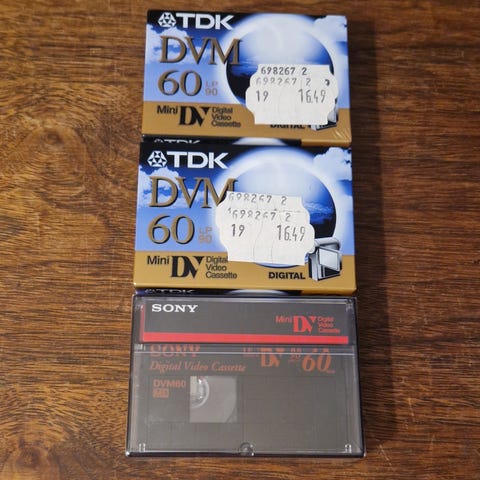 TDK
DVM
60 LP
90
Mini DV Digital
Video
Cassette
DIGITAL
698267 2
698267 2
19 16.49
TDK
DVM
60 LP
90
Mini DV Digital
Video
Cassette
DIGITAL
698267 2
698267 2
19 16.49
TDK
SONY
Mini DV Digital
Video
Cassette
SONY
DV
60
Digital Video Cassette
DVM60